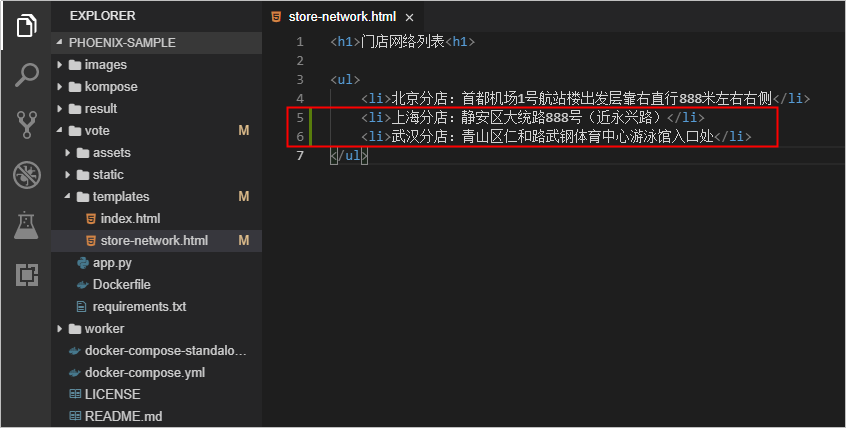 EXPLORER
PHOENIX-SAMPLE
images
kompose
result
vote M
assets
static
templates M
index.html
store-network.html M
app.py
Dockerfile
requirements.txt
worker
docker-compose-standalo...
docker-compose.yml
LICENSE
README.md
store-network.html ×
1 <h1>门店网络列表<h1>
2
3 <ul>
4 <li>北京分店：首都机场1号航站楼出发层靠右直行888米左右右侧</li>
5 <li>上海分店：静安区大统路888号（近永兴路）</li>
6 <li>武汉分店：青山区仁和路武钢体育中心游泳馆入口处</li>
7 </ul>